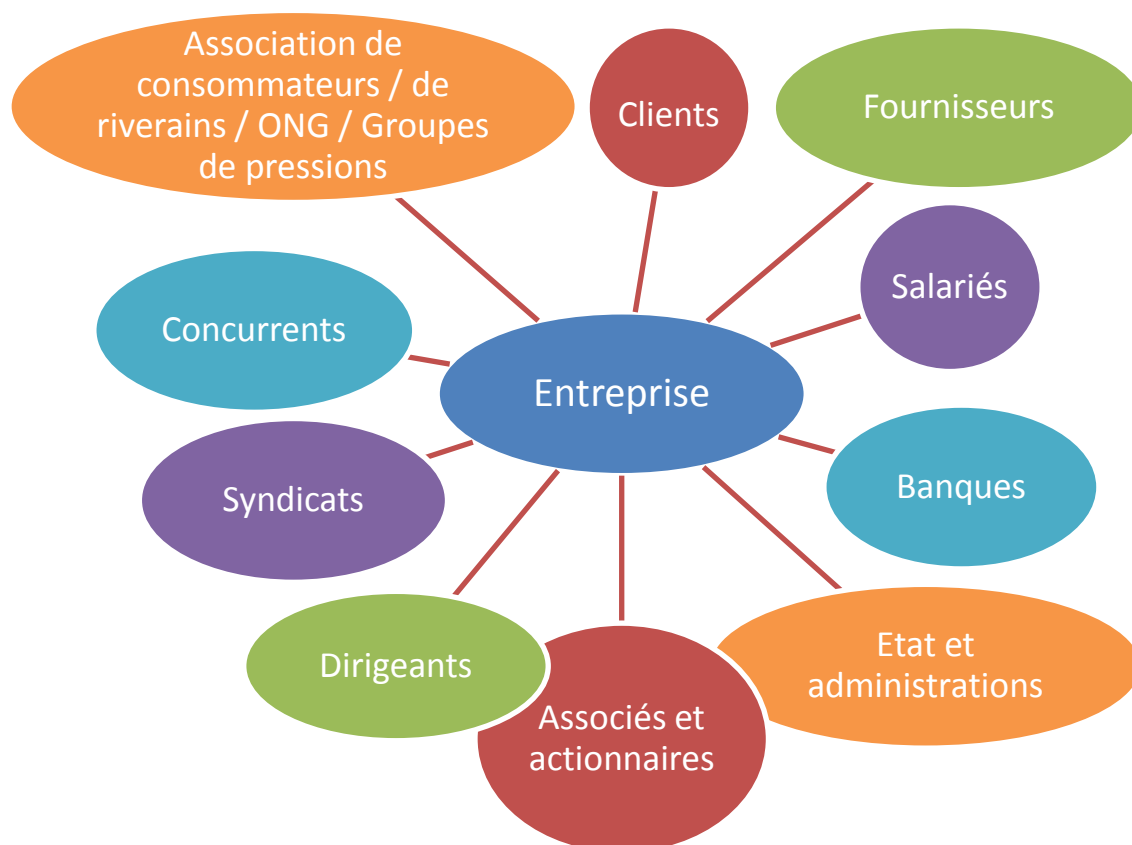 Association de
consommateurs / de
riverains / ONG / Groupes
de pressions
Clients
Fournisseurs
Salariés
Concurrents
Entreprise
Syndicats
Banques
Dirigeants
Associés et
actionnaires
Etat et
administrations